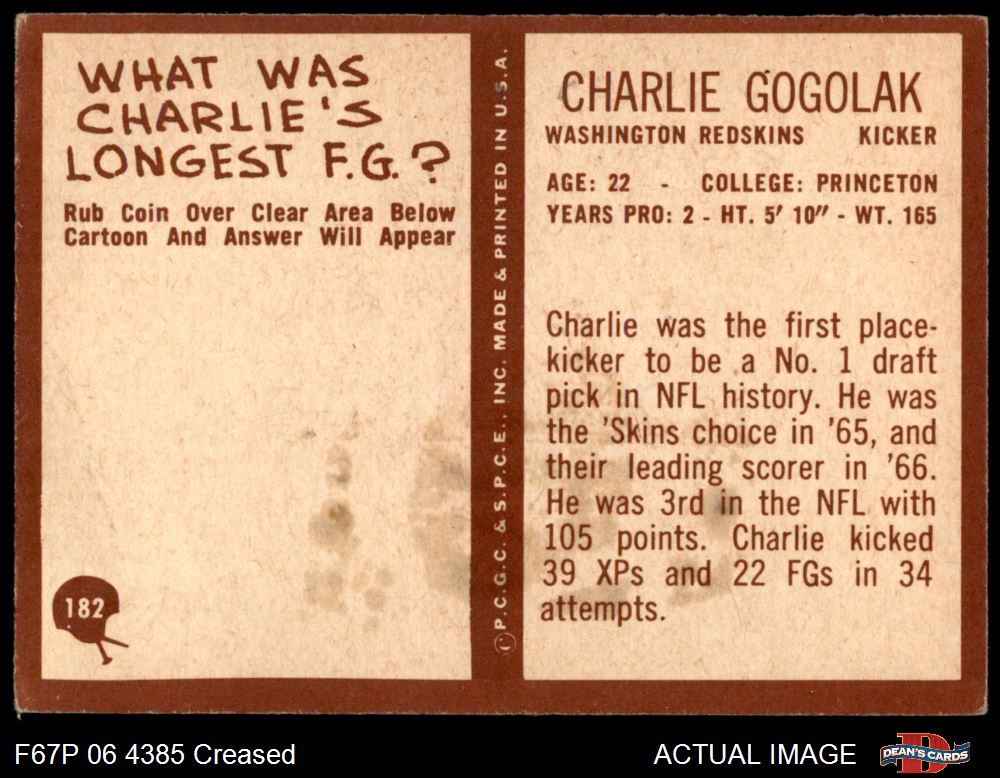 WHAT WAS
CHARLIE'S
LONGEST F.G.?
Rub Coin Over Clear Area Below
Cartoon And Answer Will Appear
182
© P.C.G.C. & S.P.C.E., INC. MADE & PRINTED IN U.S.A.
CHARLIE GOGOLAK
WASHINGTON REDSKINS KICKER
AGE: 22 - COLLEGE: PRINCETON
YEARS PRO: 2 - HT. 5' 10" - WT. 165
Charlie was the first place-
kicker to be a No. 1 draft
pick in NFL history. He was
the 'Skins choice in '65, and
their leading scorer in '66.
He was 3rd in the NFL with
105 points. Charlie kicked
39 XPs and 22 FGs in 34
attempts.
F67P 06 4385 Creased
ACTUAL IMAGE
DEAN'S CARDS